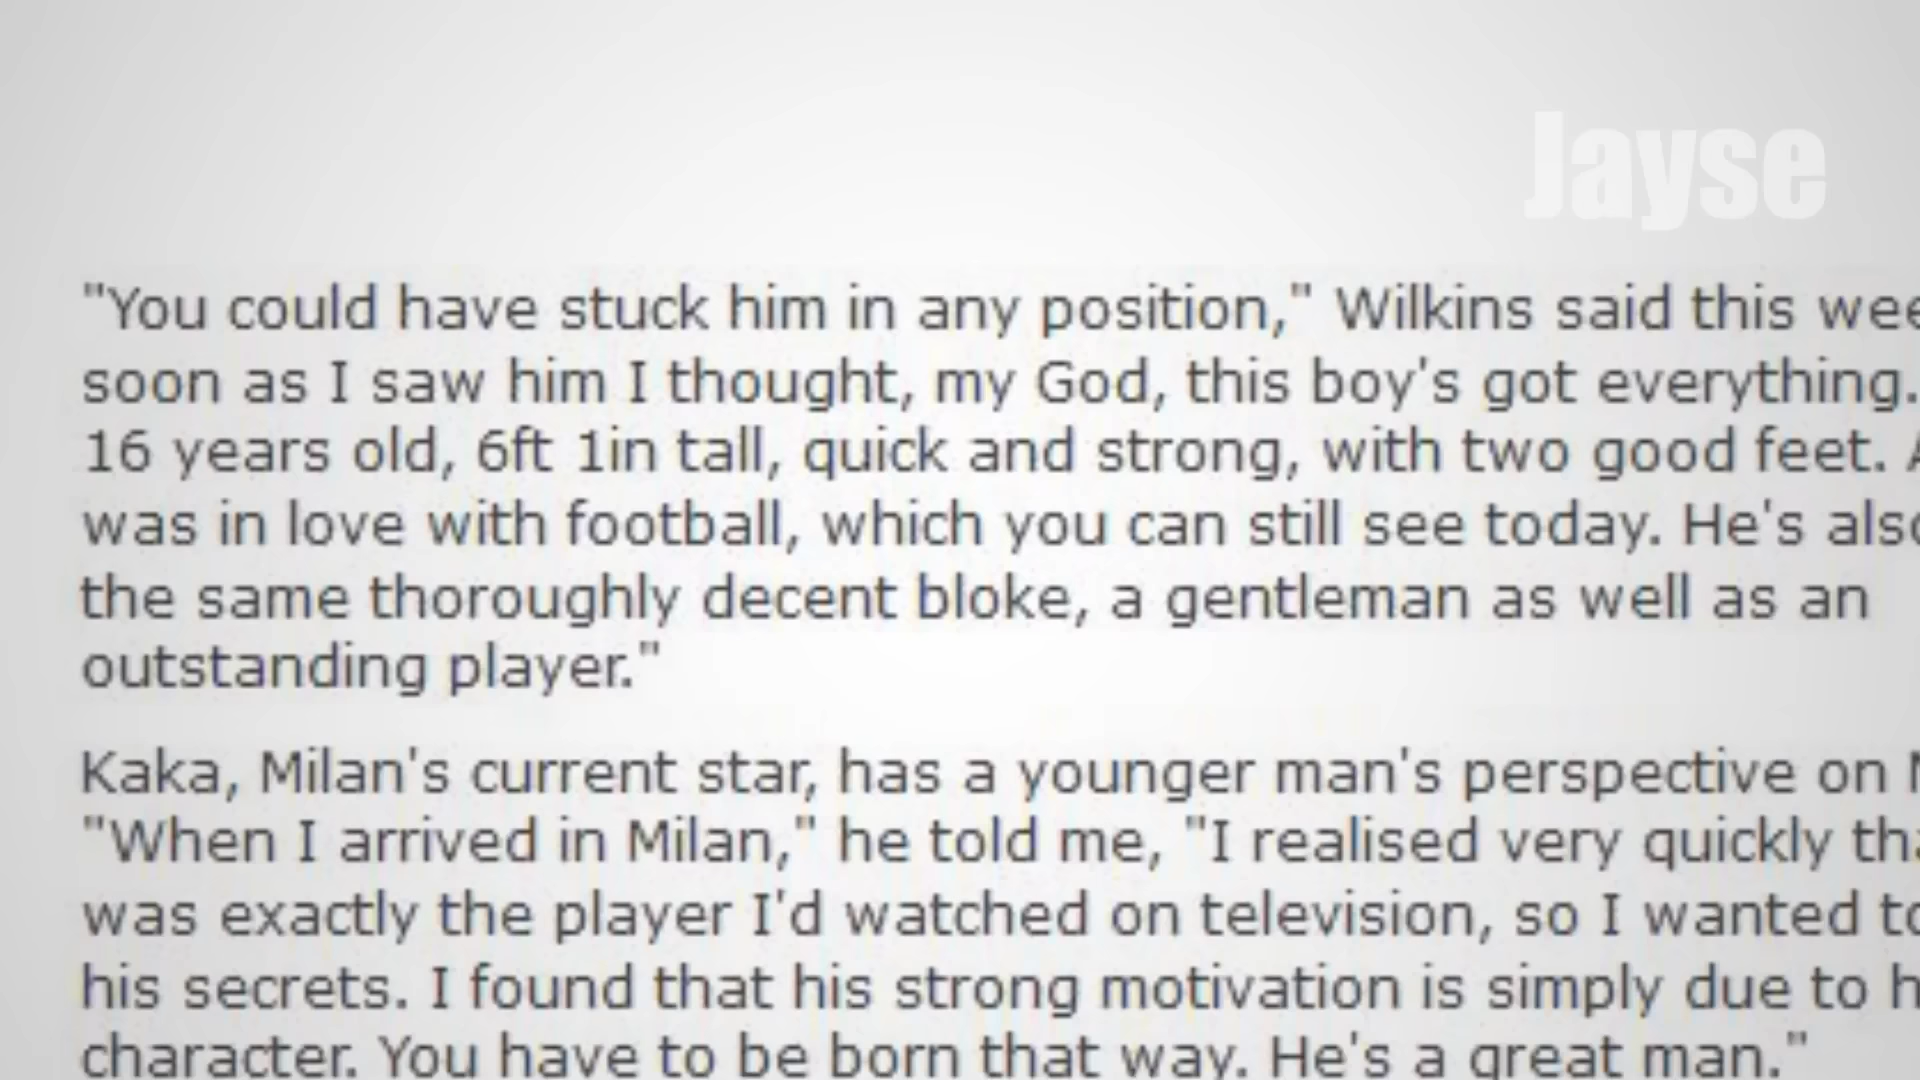 Jayse
"You could have stuck him in any position," Wilkins said this
soon as I saw him I thought, my God, this boy's got everything.
16 years old, 6ft 1in tall, quick and strong, with two good feet.
was in love with football, which you can still see today. He's
the same thoroughly decent bloke, a gentleman as well as an
outstanding player."
Kaka, Milan's current star, has a younger man's perspective on
"When I arrived in Milan," he told me, "I realised very quickly
was exactly the player I'd watched on television, so I wanted
his secrets. I found that his strong motivation is simply due to
character. You have to be born that way. He's a great man."